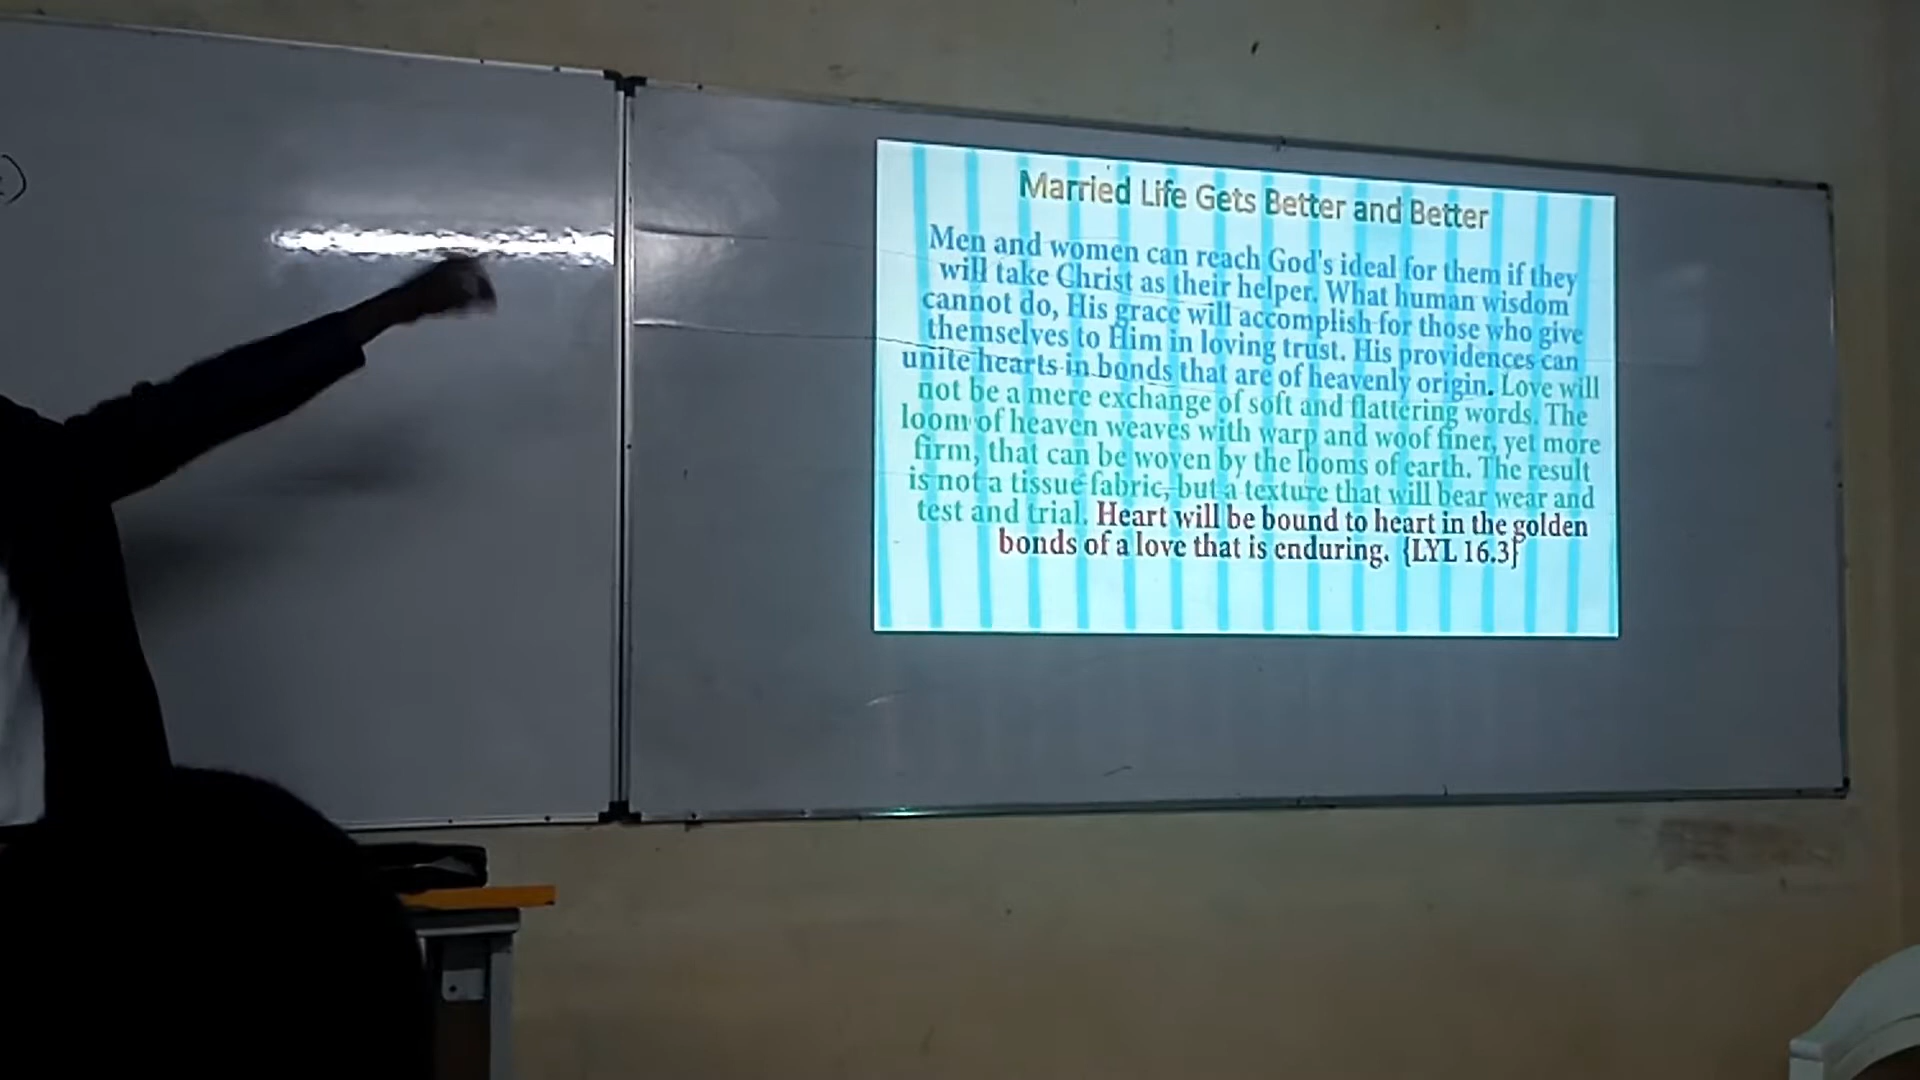 Married Life Gets Better and Better
Men and women can reach God's ideal for them if they
will take Christ as their helper. What human wisdom
cannot do, His grace will accomplish for those who give
themselves to Him in loving trust. His providences can
unite hearts in bonds that are of heavenly origin. Love will
not be a mere exchange of soft and flattering words. The
loom of heaven weaves with warp and woof finer, yet more
firm, that can be woven by the looms of earth. The result
is not a tissue fabric, but a texture that will bear wear and
test and trial. Heart will be bound to heart in the golden
bonds of a love that is enduring. {LYL 16.3}